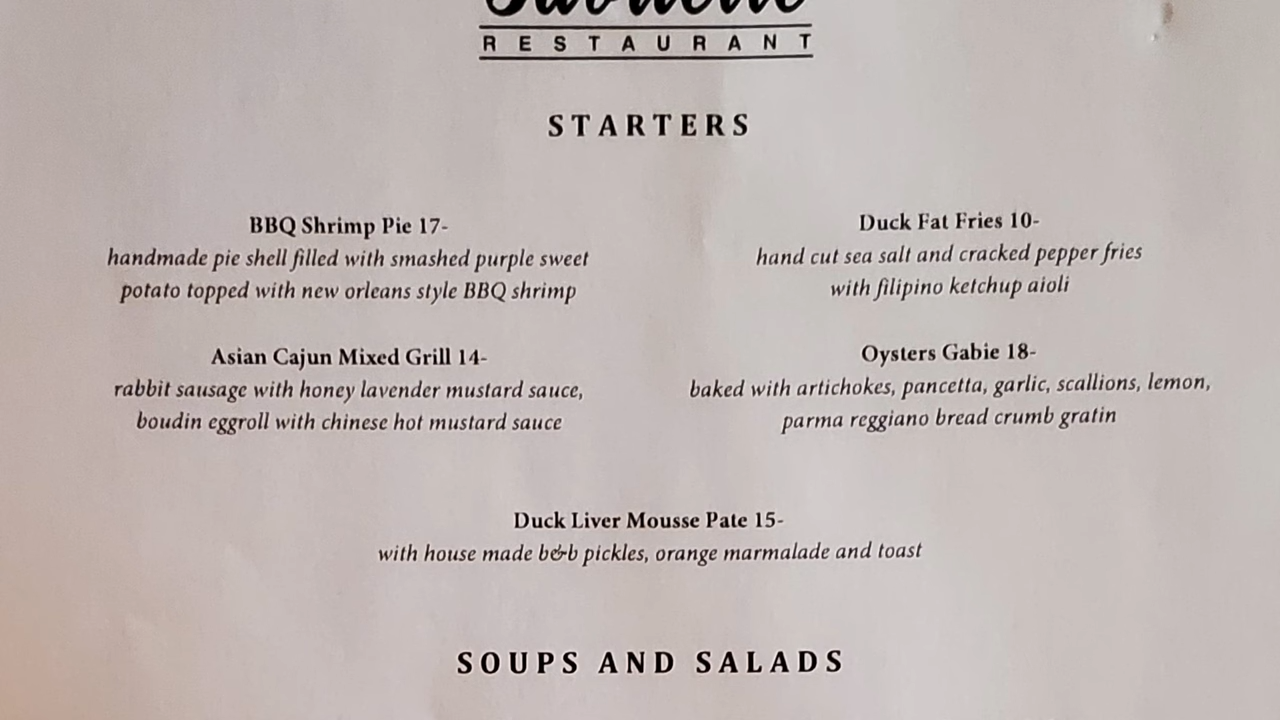 RESTAURANT
STARTERS
BBQ Shrimp Pie 17-
handmade pie shell filled with smashed purple sweet
potato topped with new orleans style BBQ shrimp
Duck Fat Fries 10-
hand cut sea salt and cracked pepper fries
with filipino ketchup aioli
Asian Cajun Mixed Grill 14-
rabbit sausage with honey lavender mustard sauce,
boudin eggroll with chinese hot mustard sauce
Oysters Gabie 18-
baked with artichokes, pancetta, garlic, scallions, lemon,
parma reggiano bread crumb gratin
Duck Liver Mousse Pate 15-
with house made b&b pickles, orange marmalade and toast
SOUPS AND SALADS